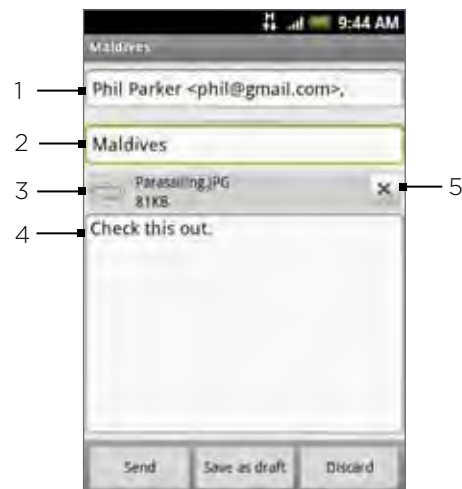 9:44 AM
Maldives
1
Phil Parker <phil@gmail.com>,
2
Maldives
3
Parasailing.JPG
81KB
5
4
Check this out.
Send Save as draft Discard